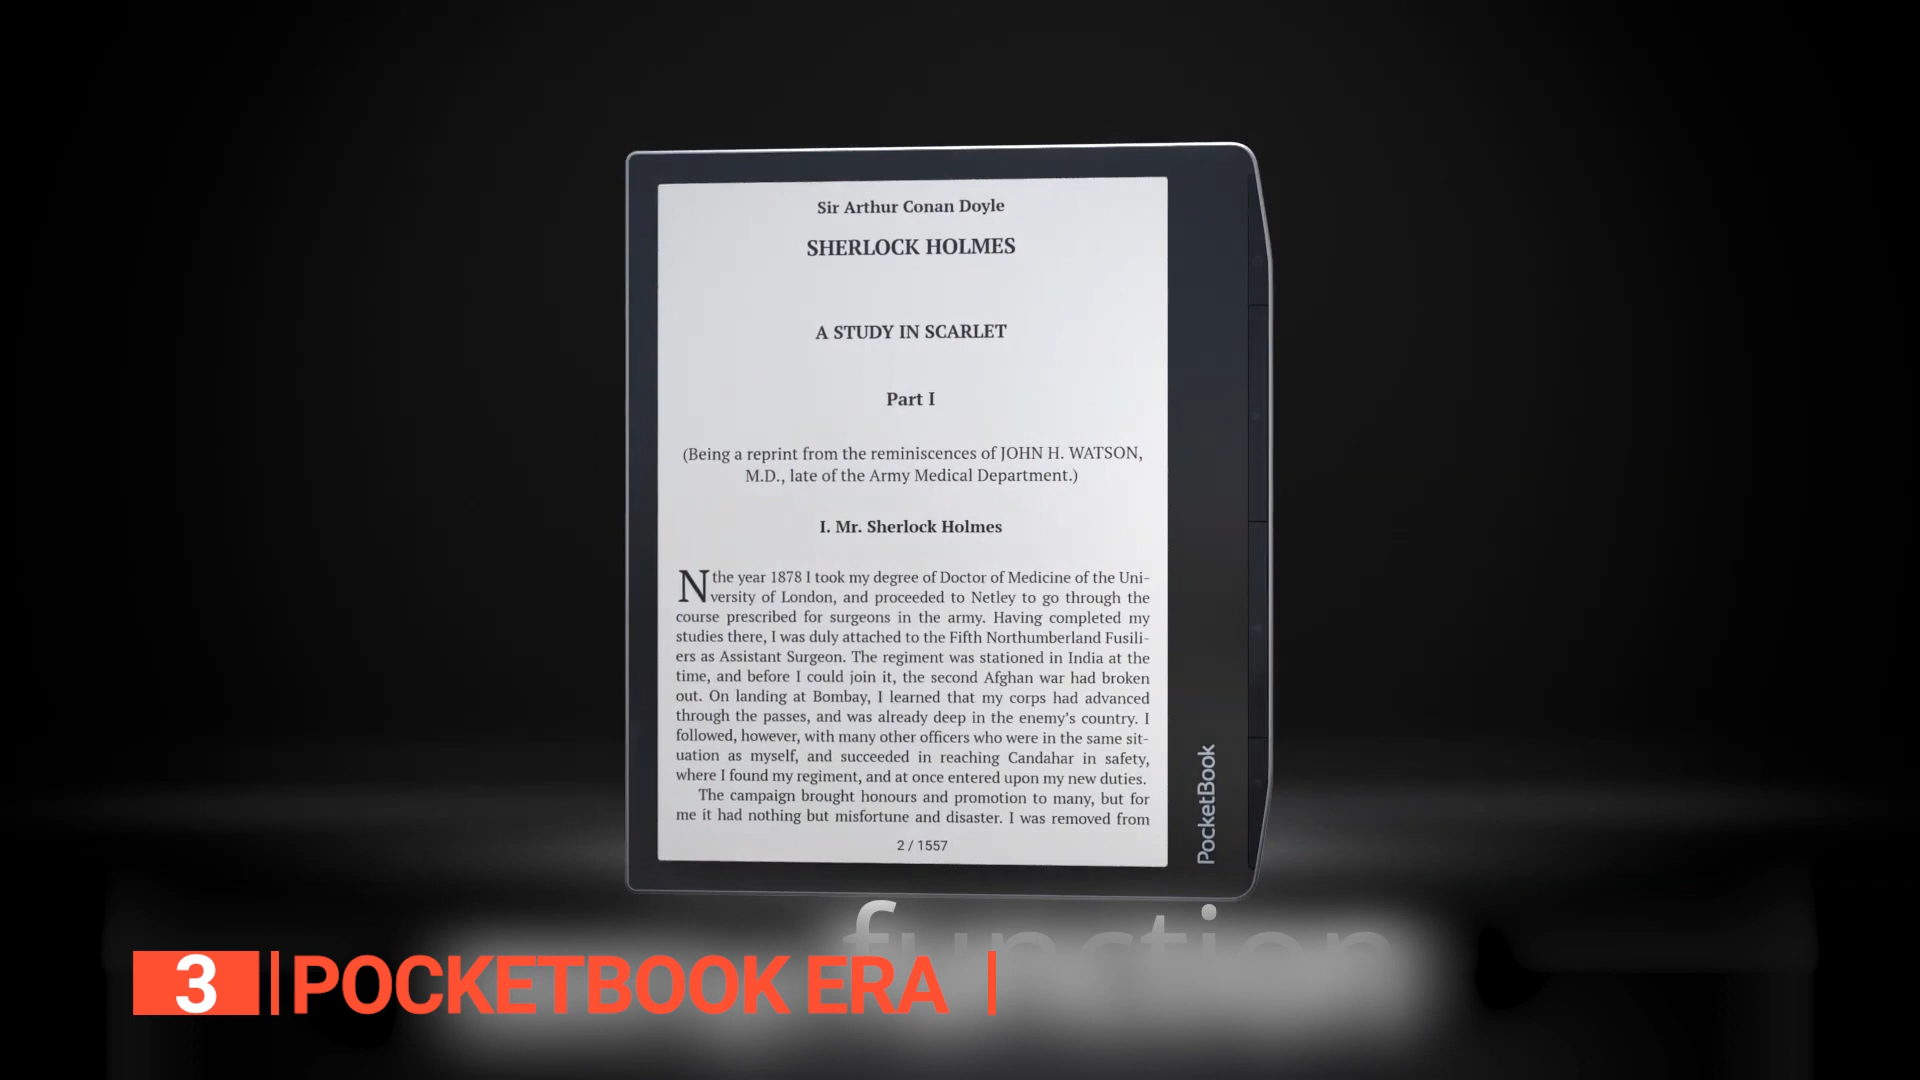 Sir Arthur Conan Doyle
SHERLOCK HOLMES
A STUDY IN SCARLET
Part I
(Being a reprint from the reminiscences of JOHN H. WATSON,
M.D., late of the Army Medical Department.)
I. Mr. Sherlock Holmes
N the year 1878 I took my degree of Doctor of Medicine of the Uni-
versity of London, and proceeded to Netley to go through the
course prescribed for surgeons in the army. Having completed my
studies there, I was duly attached to the Fifth Northumberland Fusili-
ers as Assistant Surgeon. The regiment was stationed in India at the
time, and before I could join it, the second Afghan war had broken
out. On landing at Bombay, I learned that my corps had advanced
through the passes, and was already deep in the enemy's country. I
followed, however, with many other officers who were in the same sit-
uation as myself, and succeeded in reaching Candahar in safety,
where I found my regiment, and at once entered upon my new duties.
The campaign brought honours and promotion to many, but for
me it had nothing but misfortune and disaster. I was removed from
2 / 1557
PocketBook
function
3 POCKETBOOK ERA